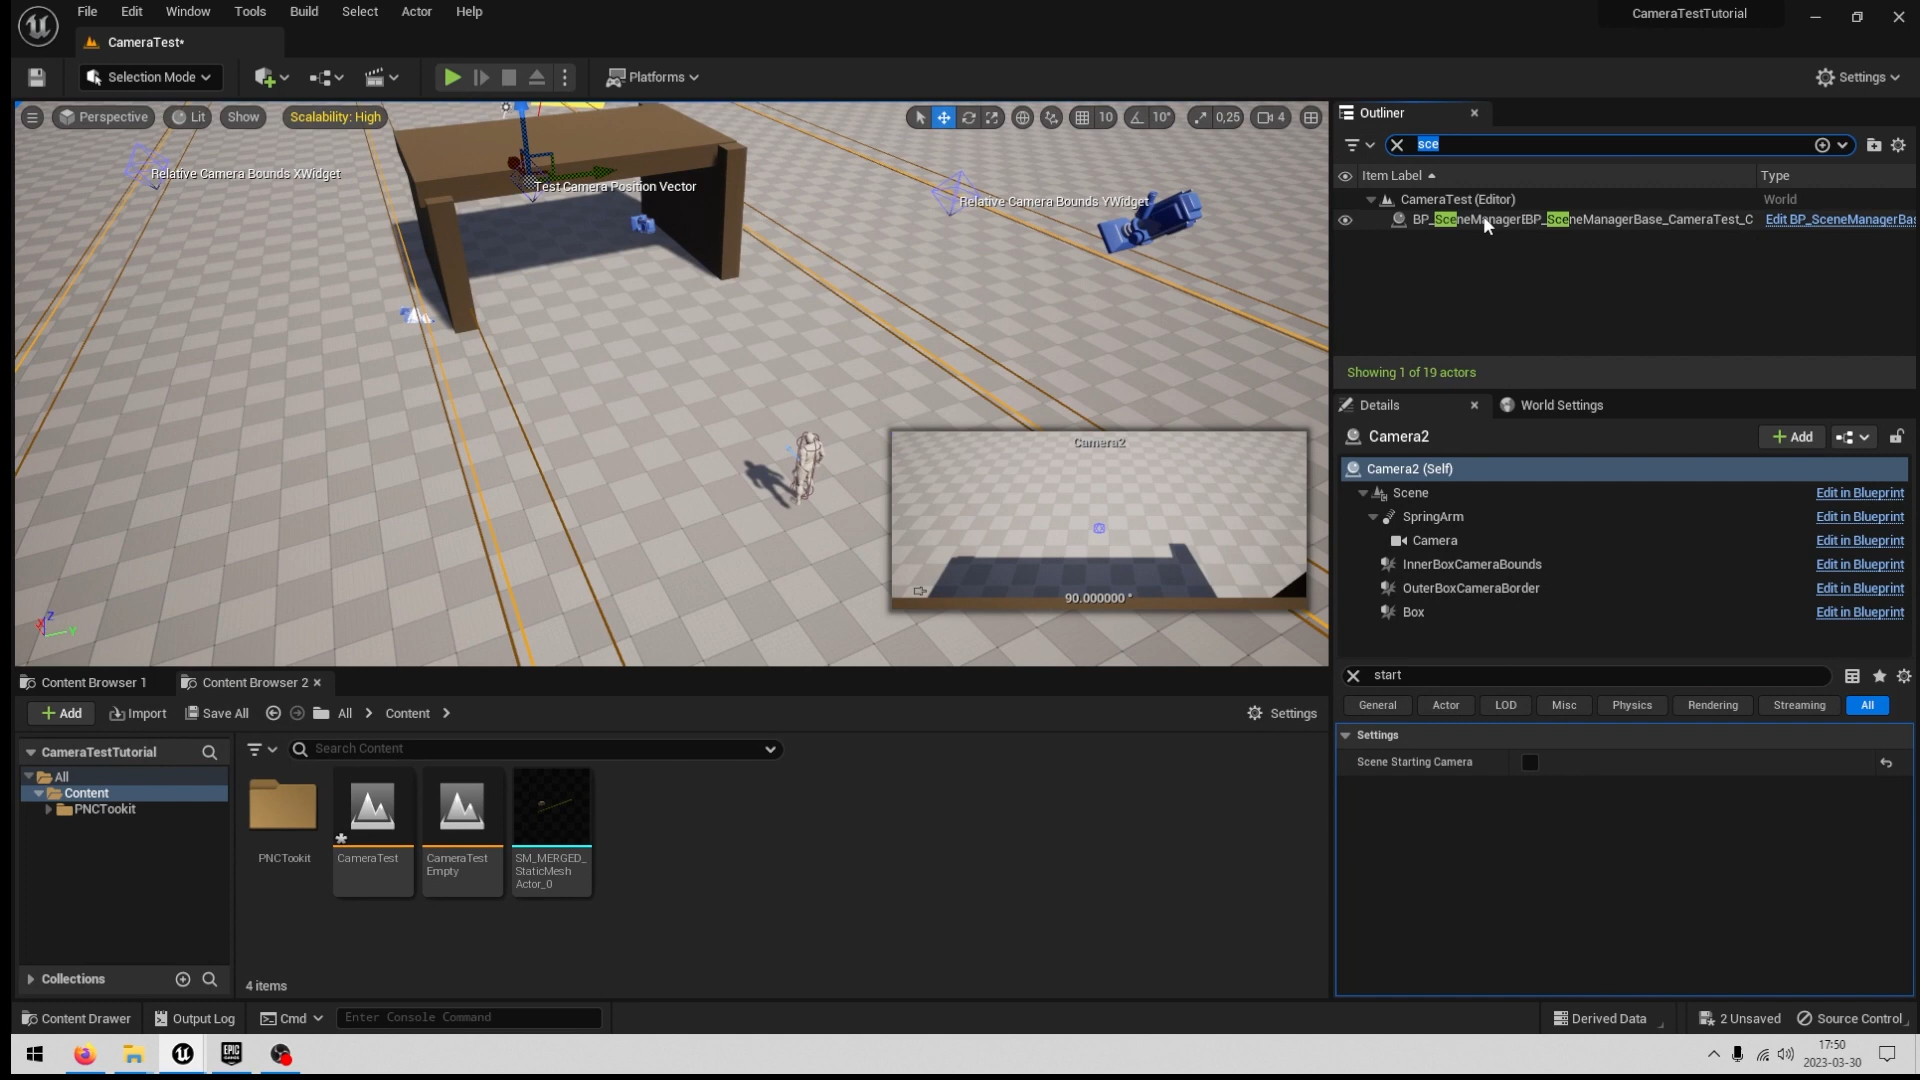 File Edit Window Tools Build Select Actor Help
CameraTestTutorial
CameraTest*
Selection Mode
Platforms
Settings
Perspective Lit Show Scalability: High
10 10° 0,25 4
Relative Camera Bounds XWidget
Test Camera Position Vector
Relative Camera Bounds YWidget
Camera2
90.000000 °
Z
X
Y
Outliner
sce
Item Label Type
CameraTest (Editor) World
BP_SceneManagerBP_SceneManagerBase_CameraTest_C Edit BP_SceneManagerBas
Showing 1 of 19 actors
Details World Settings
Camera2 Add
Camera2 (Self)
Scene Edit in Blueprint
SpringArm Edit in Blueprint
Camera Edit in Blueprint
InnerBoxCameraBounds Edit in Blueprint
OuterBoxCameraBorder Edit in Blueprint
Box Edit in Blueprint
start
General Actor LOD Misc Physics Rendering Streaming All
Settings
Scene Starting Camera
Content Browser 1 Content Browser 2
Add Import Save All All Content Settings
CameraTestTutorial
Search Content
All
Content
PNCTookit
PNCTookit
CameraTest
CameraTest
Empty
SM_MERGED_
StaticMesh
Actor_0
Collections
4 items
Content Drawer Output Log Cmd Enter Console Command
Derived Data 2 Unsaved Source Control
EPIC
GAMES
17:50
2023-03-30